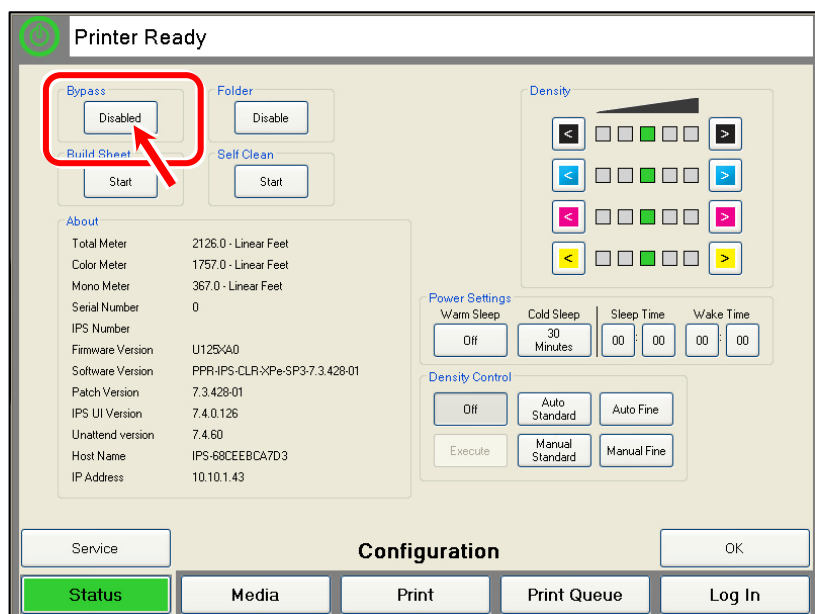 Printer Ready
Bypass
Disabled
Folder
Disable
Build Sheet
Start
Self Clean
Start
About
Total Meter 2126.0 - Linear Feet
Color Meter 1757.0 - Linear Feet
Mono Meter 367.0 - Linear Feet
Serial Number 0
IPS Number
Firmware Version U125XA0
Software Version PPR-IPS-CLR-XPe-SP3-7.3.428-01
Patch Version 7.3.428-01
IPS UI Version 7.4.0.126
Unattend version 7.4.60
Host Name IPS-68CEEBCA7D3
IP Address 10.10.1.43
Density
< >
< >
< >
< >
Power Settings
Warm Sleep Cold Sleep Sleep Time Wake Time
Off 30 Minutes 00 : 00 00 : 00
Density Control
Off
Auto Standard
Auto Fine
Execute
Manual Standard
Manual Fine
Service
Configuration
OK
Status Media Print Print Queue Log In